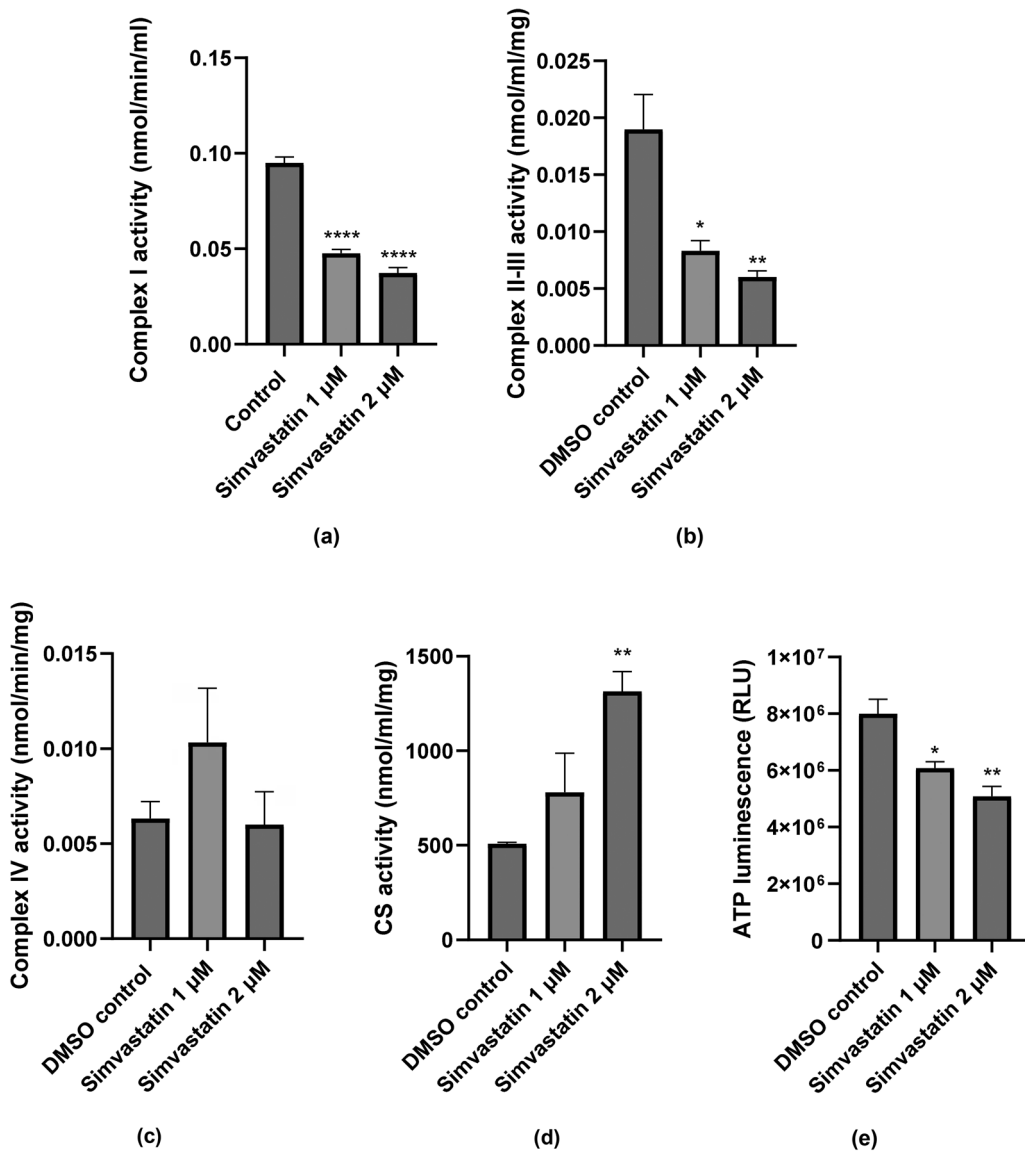 Complex I activity (nmol/min/ml)
0.15
0.10
0.05
0.00
****
****
Control
Simvastatin 1 µM
Simvastatin 2 µM
(a)
Complex II-III activity (nmol/ml/mg)
0.025
0.020
0.015
0.010
0.005
0.000
*
**
DMSO control
Simvastatin 1 µM
Simvastatin 2 µM
(b)
Complex IV activity (nmol/min/mg)
0.015
0.010
0.005
0.000
DMSO control
Simvastatin 1 µM
Simvastatin 2 µM
(c)
CS activity (nmol/ml/mg)
1500
1000
500
0
**
DMSO control
Simvastatin 1 µM
Simvastatin 2 µM
(d)
ATP luminescence (RLU)
1×10⁷
8×10⁶
6×10⁶
4×10⁶
2×10⁶
0
*
**
DMSO control
Simvastatin 1 µM
Simvastatin 2 µM
(e)